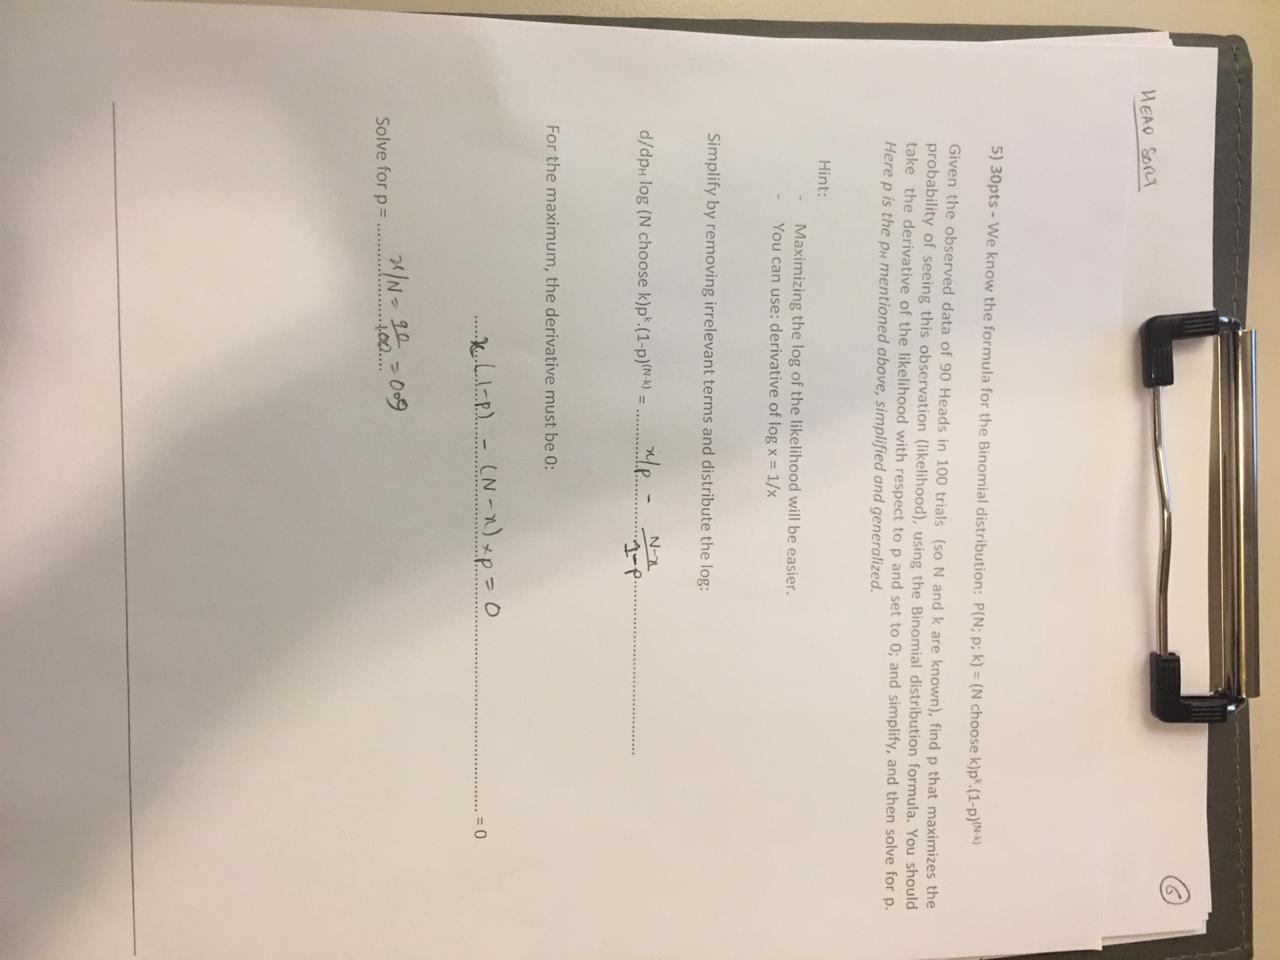 HEAD SORT
6
5) 30pts - We know the formula for the Binomial distribution: P(N; p; k) = (N choose k)pᵏ.(1-p)⁽ᴺ⁻ᵏ⁾
Given the observed data of 90 Heads in 100 trials (so N and k are known), find p that maximizes the
probability of seeing this observation (likelihood), using the Binomial distribution formula. You should
take the derivative of the likelihood with respect to p and set to 0; and simplify, and then solve for p.
Here p is the pH mentioned above, simplified and generalized.
Hint:
- Maximizing the log of the likelihood will be easier.
- You can use: derivative of log x = 1/x
Simplify by removing irrelevant terms and distribute the log:
d/dpH log (N choose k)pᵏ.(1-p)⁽ᴺ⁻ᵏ⁾ = ........x/p - N-x/1-p........
For the maximum, the derivative must be 0:
....x(1-p) - (N-x)*p = 0........ = 0
Solve for p = ....x/N = 90/100 = 0.9